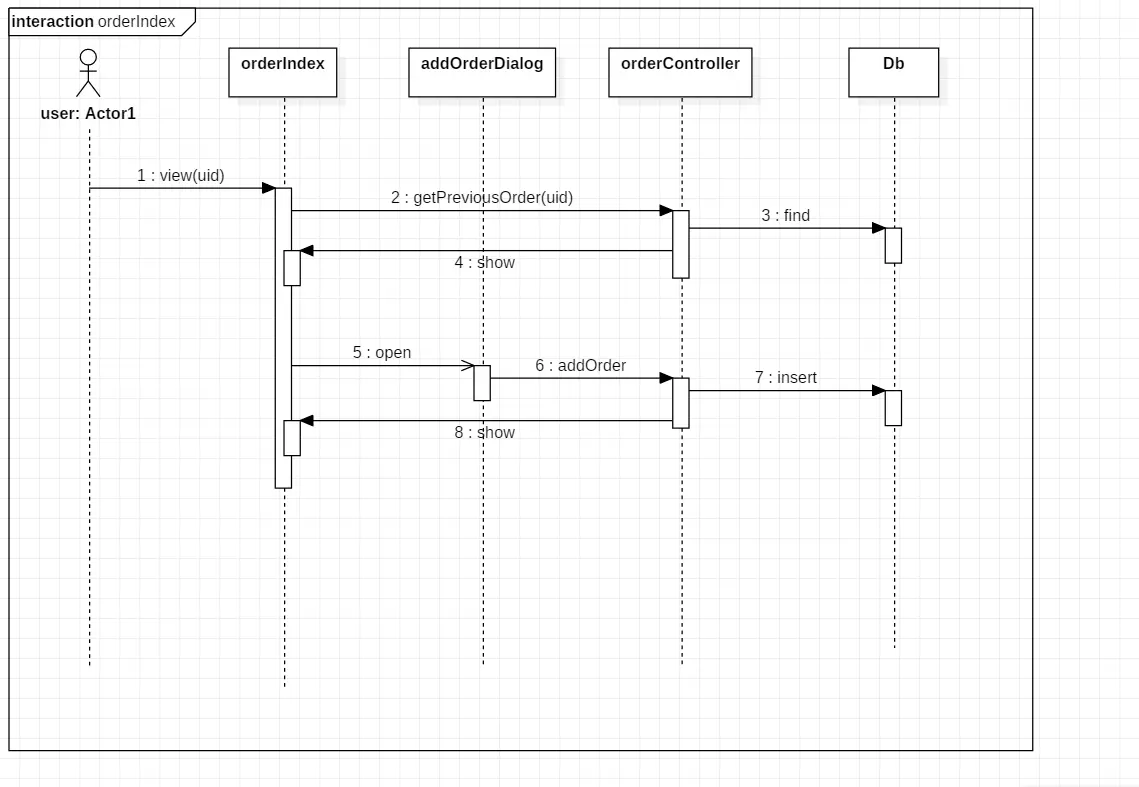 interaction orderIndex
user: Actor1
orderIndex
addOrderDialog
orderController
Db
1 : view(uid)
2 : getPreviousOrder(uid)
3 : find
4 : show
5 : open
6 : addOrder
7 : insert
8 : show